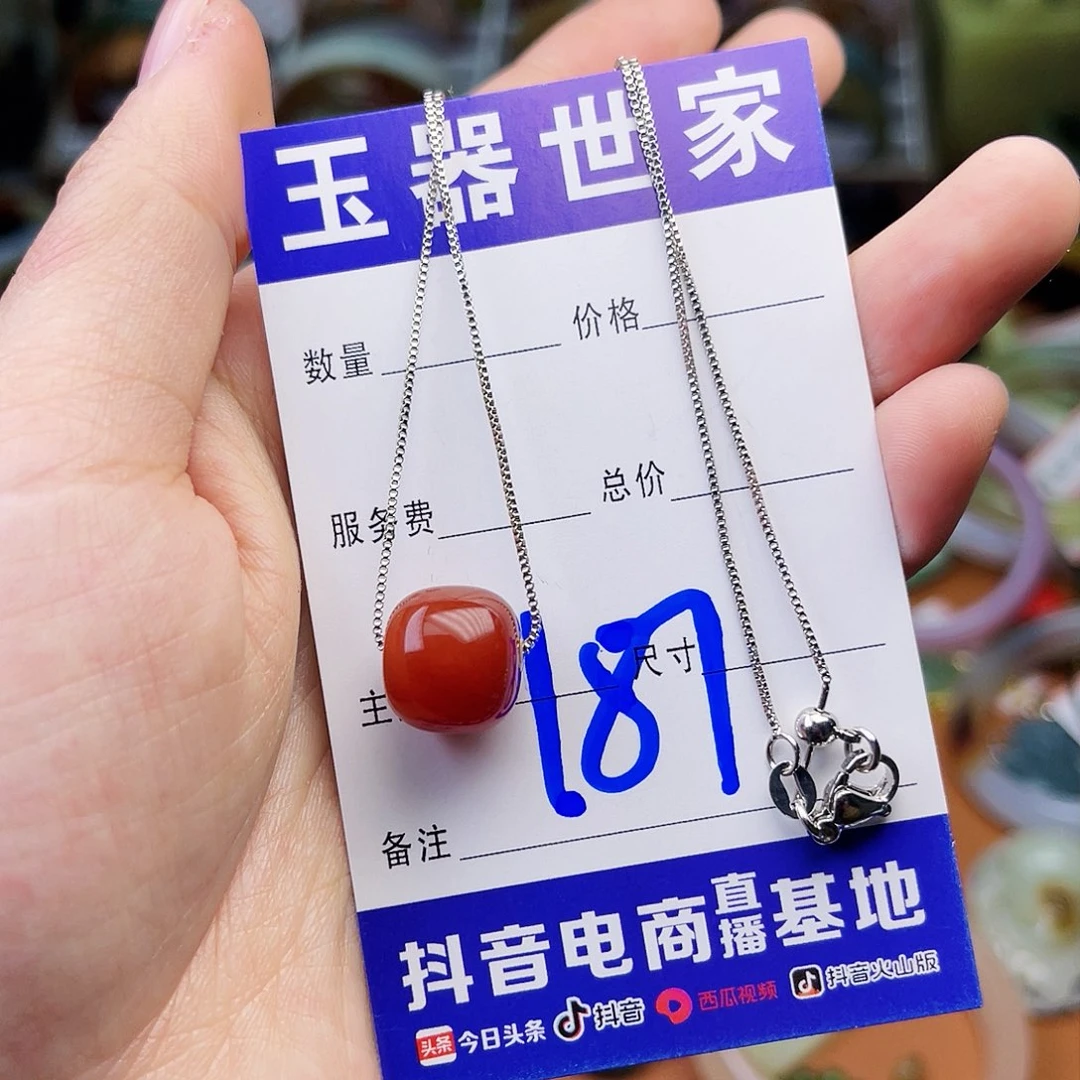 玉器世家
数量 价格
服务费 总价
主 尺寸
187
备注
抖音电商直播基地
头条 今日头条 抖音 西瓜视频 抖音火山版